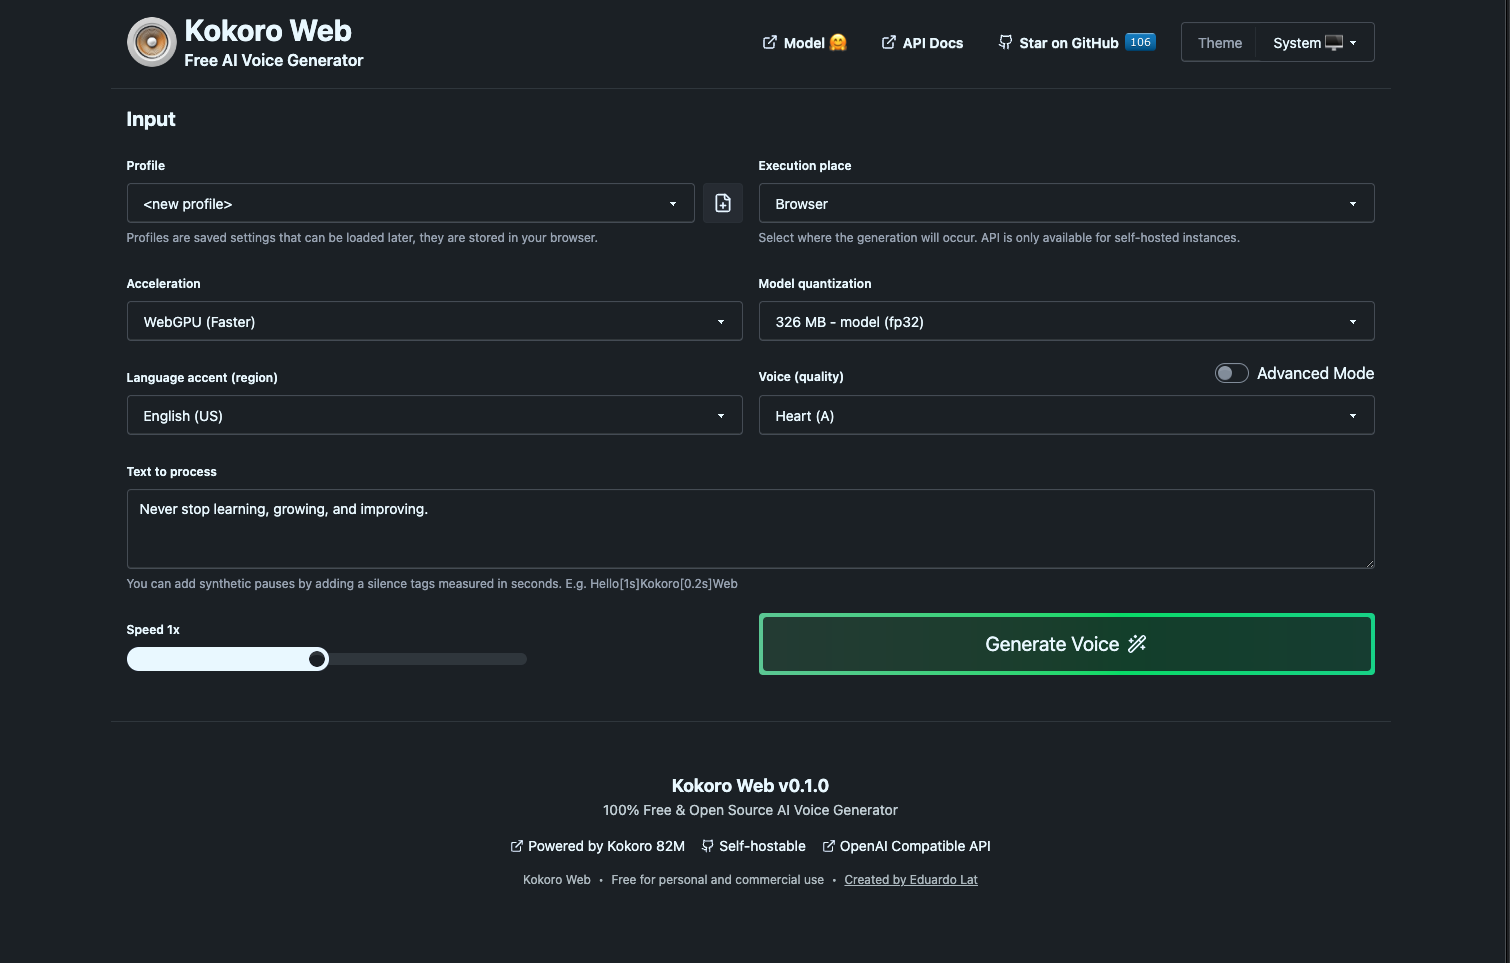 Kokoro Web
Free AI Voice Generator
Model 🤗
API Docs
Star on GitHub 106
Theme
System
Input
Profile
<new profile>
Profiles are saved settings that can be loaded later, they are stored in your browser.
Execution place
Browser
Select where the generation will occur. API is only available for self-hosted instances.
Acceleration
WebGPU (Faster)
Model quantization
326 MB - model (fp32)
Language accent (region)
English (US)
Voice (quality)
Advanced Mode
Heart (A)
Text to process
Never stop learning, growing, and improving.
You can add synthetic pauses by adding a silence tags measured in seconds. E.g. Hello[1s]Kokoro[0.2s]Web
Speed 1x
Generate Voice
Kokoro Web v0.1.0
100% Free & Open Source AI Voice Generator
Powered by Kokoro 82M Self-hostable OpenAI Compatible API
Kokoro Web • Free for personal and commercial use • Created by Eduardo Lat